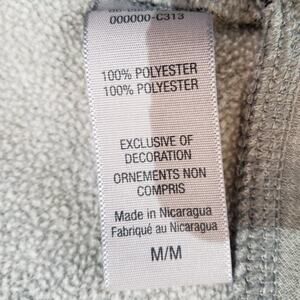 000000-C313
100% POLYESTER
100% POLYESTER
EXCLUSIVE OF
DECORATION
ORNEMENTS NON
COMPRIS
Made in Nicaragua
Fabriqué au Nicaragua
M/M